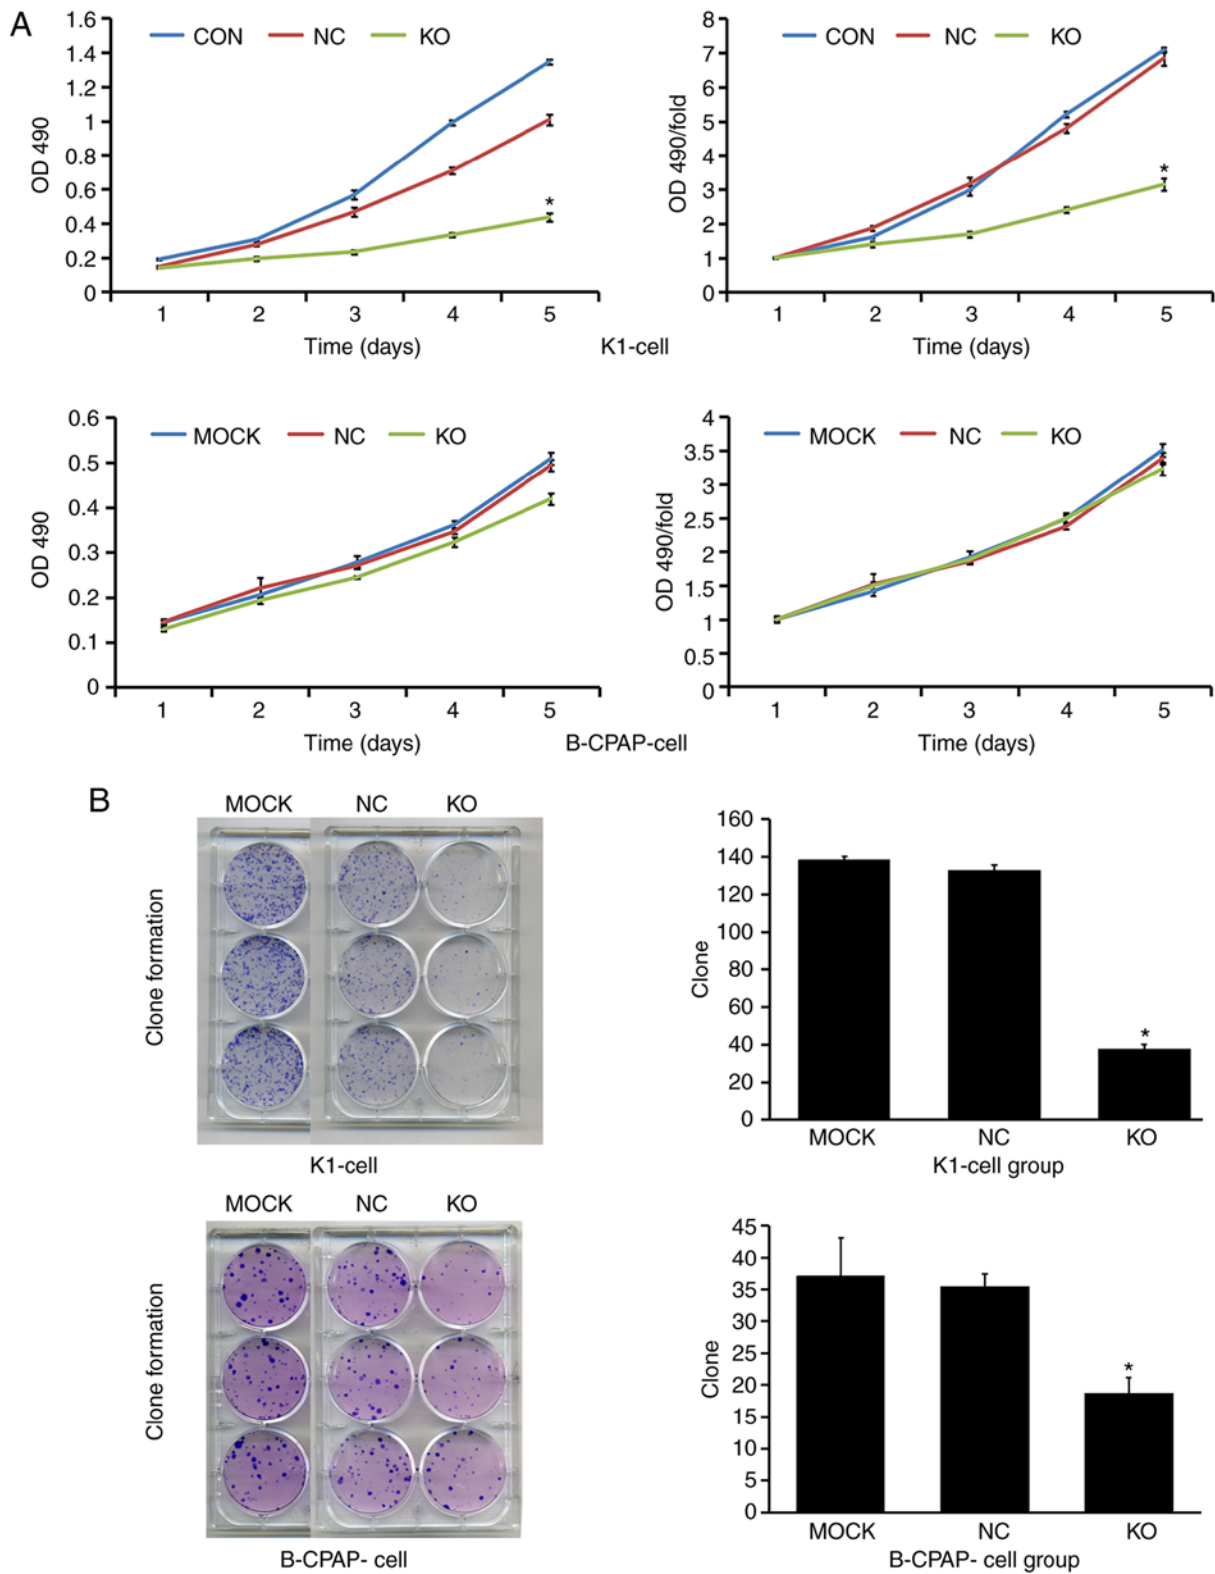 A
CON NC KO
1.6
1.4
1.2
1
0.8
0.6
0.4
0.2
0
OD 490
*
1 2 3 4 5
Time (days)
CON NC KO
8
7
6
5
4
3
2
1
0
OD 490/fold
*
1 2 3 4 5
Time (days)
K1-cell
MOCK NC KO
0.6
0.5
0.4
0.3
0.2
0.1
0
OD 490
1 2 3 4 5
Time (days)
MOCK NC KO
4
3.5
3
2.5
2
1.5
1
0.5
0
OD 490/fold
1 2 3 4 5
Time (days)
B-CPAP-cell
B
MOCK NC KO
Clone formation
K1-cell
160
140
120
100
80
60
40
20
0
Clone
*
MOCK NC KO
K1-cell group
MOCK NC KO
Clone formation
B-CPAP- cell
45
40
35
30
25
20
15
10
5
0
Clone
*
MOCK NC KO
B-CPAP- cell group